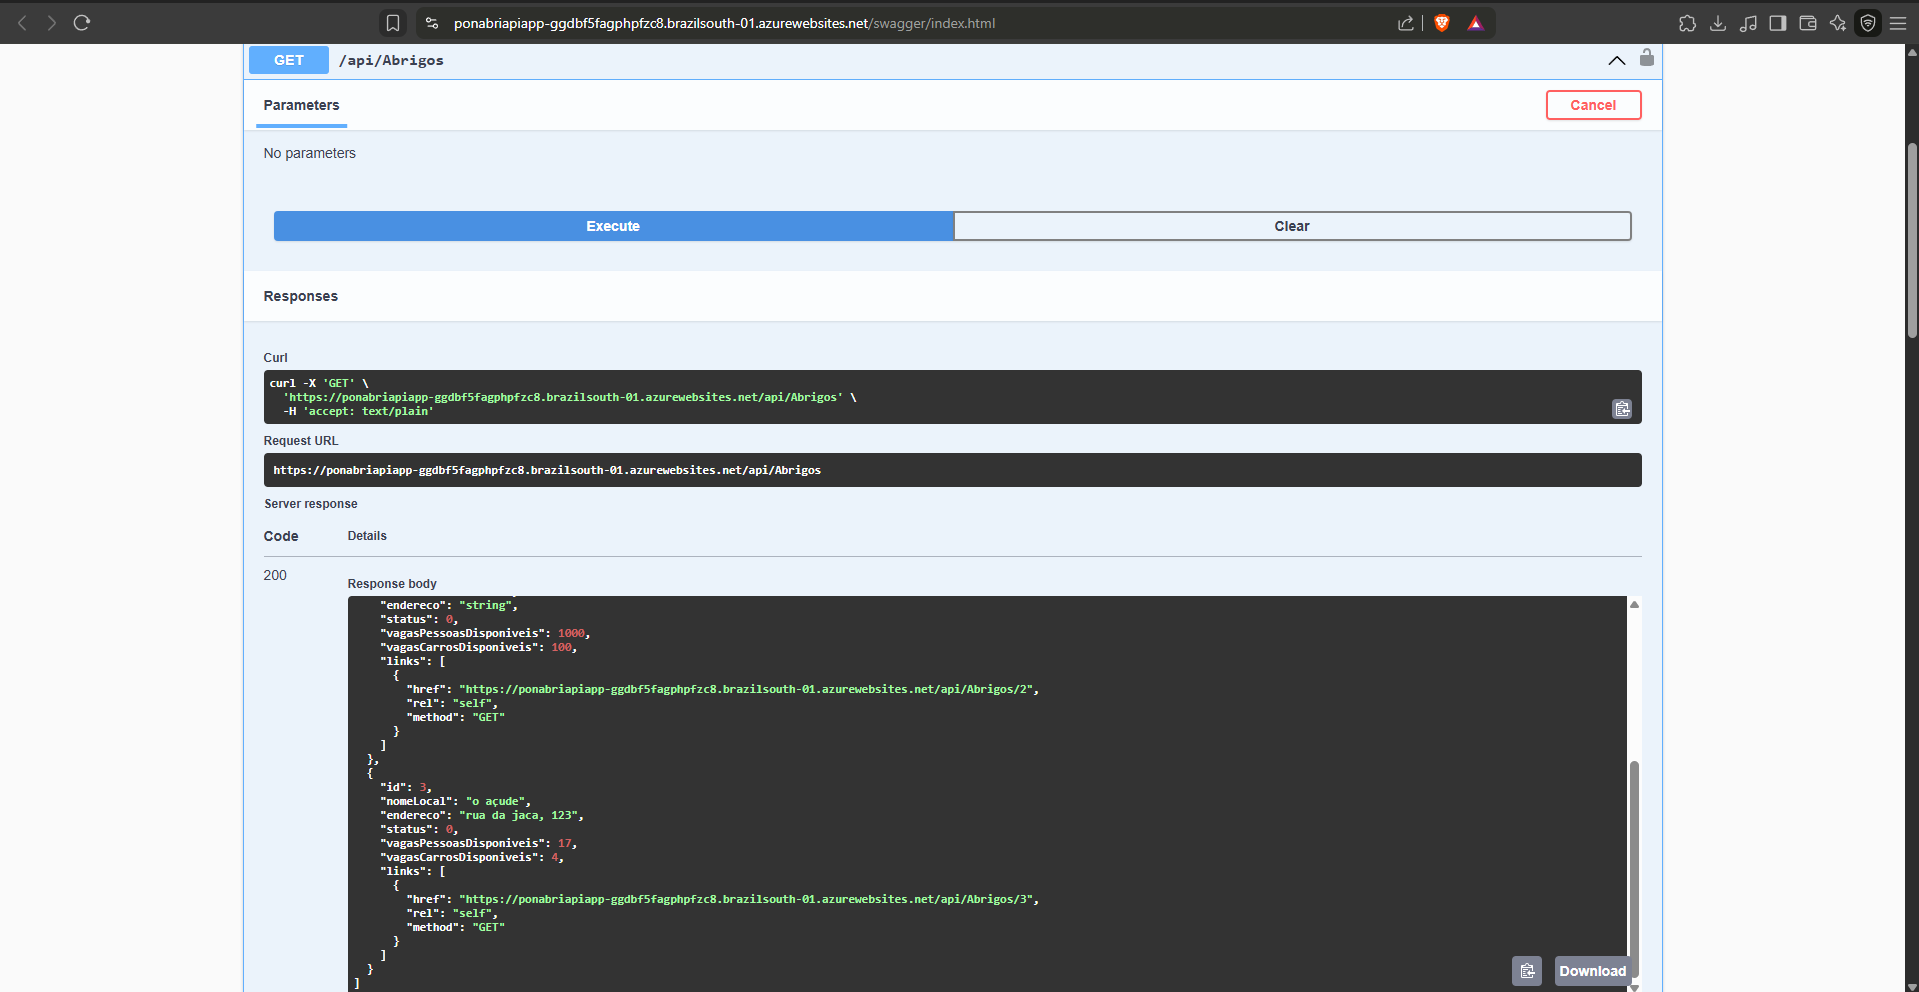 ponabriapiapp-ggdbf5fagphpfzc8.brazilsouth-01.azurewebsites.net/swagger/index.html
GET /api/Abrigos
Parameters
Cancel
No parameters
Execute
Clear
Responses
Curl
curl -X 'GET' \
'https://ponabriapiapp-ggdbf5fagphpfzc8.brazilsouth-01.azurewebsites.net/api/Abrigos' \
-H 'accept: text/plain'
Request URL
https://ponabriapiapp-ggdbf5fagphpfzc8.brazilsouth-01.azurewebsites.net/api/Abrigos
Server response
Code Details
200
Response body
"endereco": "string",
"status": 0,
"vagasPessoasDisponiveis": 1000,
"vagasCarrosDisponiveis": 100,
"links": [
{
"href": "https://ponabriapiapp-ggdbf5fagphpfzc8.brazilsouth-01.azurewebsites.net/api/Abrigos/2",
"rel": "self",
"method": "GET"
}
]
},
{
"id": 3,
"nomeLocal": "o açude",
"endereco": "rua da jaca, 123",
"status": 0,
"vagasPessoasDisponiveis": 17,
"vagasCarrosDisponiveis": 4,
"links": [
{
"href": "https://ponabriapiapp-ggdbf5fagphpfzc8.brazilsouth-01.azurewebsites.net/api/Abrigos/3",
"rel": "self",
"method": "GET"
}
]
}
]
Download